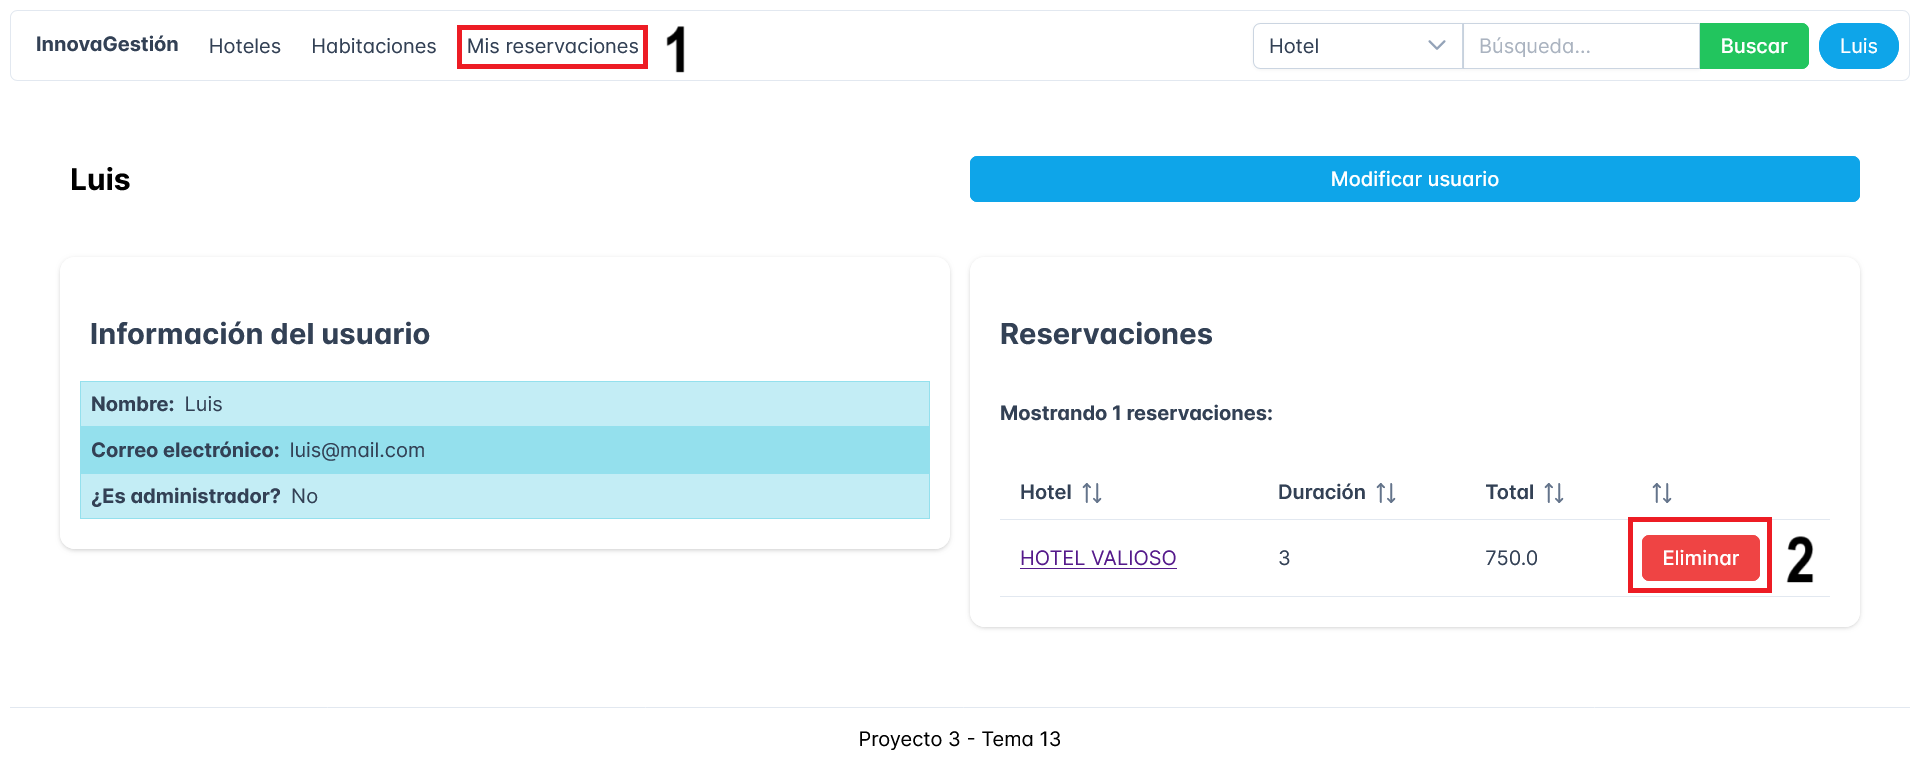 InnovaGestión Hoteles Habitaciones Mis reservaciones 1 Hotel Búsqueda... Buscar Luis
Luis
Modificar usuario
Información del usuario
Nombre: Luis
Correo electrónico: luis@mail.com
¿Es administrador? No
Reservaciones
Mostrando 1 reservaciones:
Hotel Duración Total
HOTEL VALIOSO 3 750.0 Eliminar 2
Proyecto 3 - Tema 13